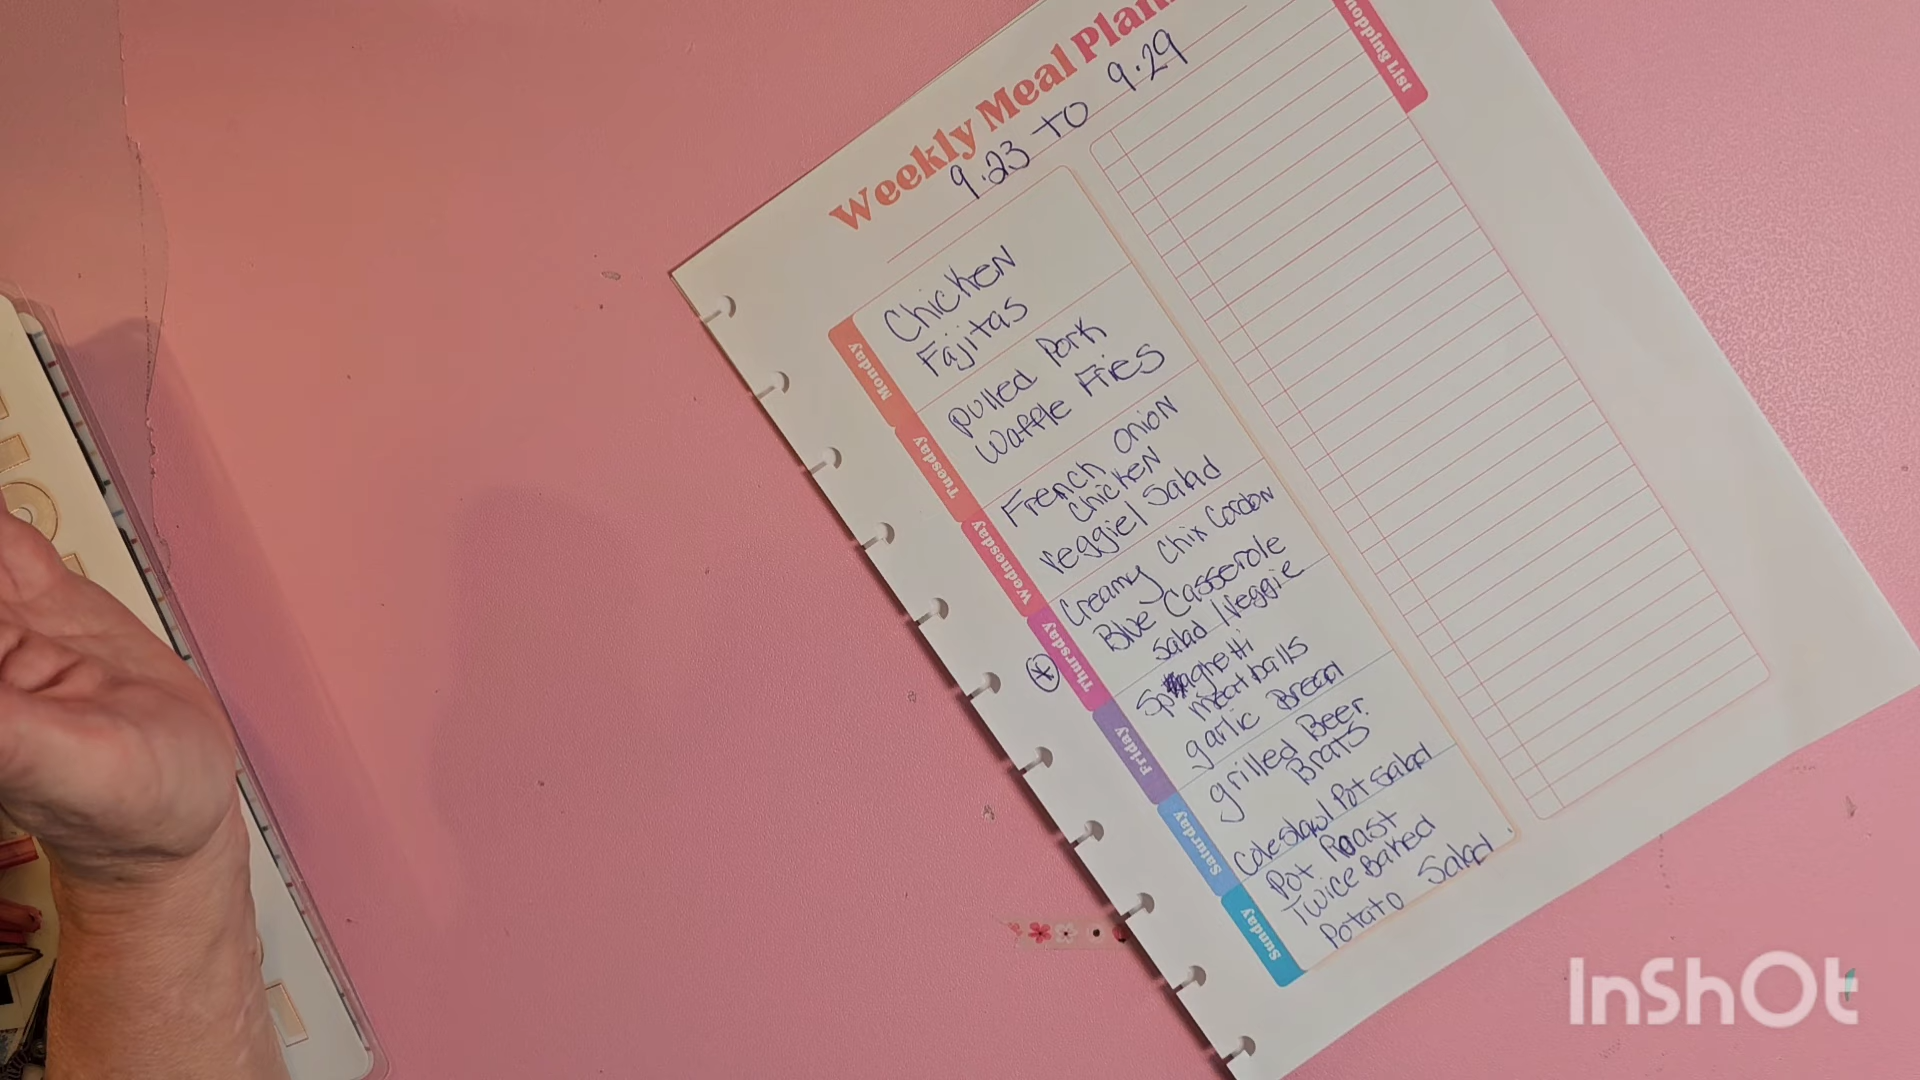 Weekly Meal Plan
9.23 to 9.29
Shopping List
Monday
Chicken
Fajitas
Tuesday
pulled Pork
Waffle Fries
Wednesday
French Onion
Chicken
Veggie/ Salad
Thursday
Creamy Chix Cordon
Blue Casserole
Salad/Veggie
Friday
Spaghetti
meatballs
garlic Bread
Saturday
grilled Beer
Brats
Coleslaw/ Pot Salad
Sunday
Pot Roast
Twice Baked
Potato Salad
InShOt